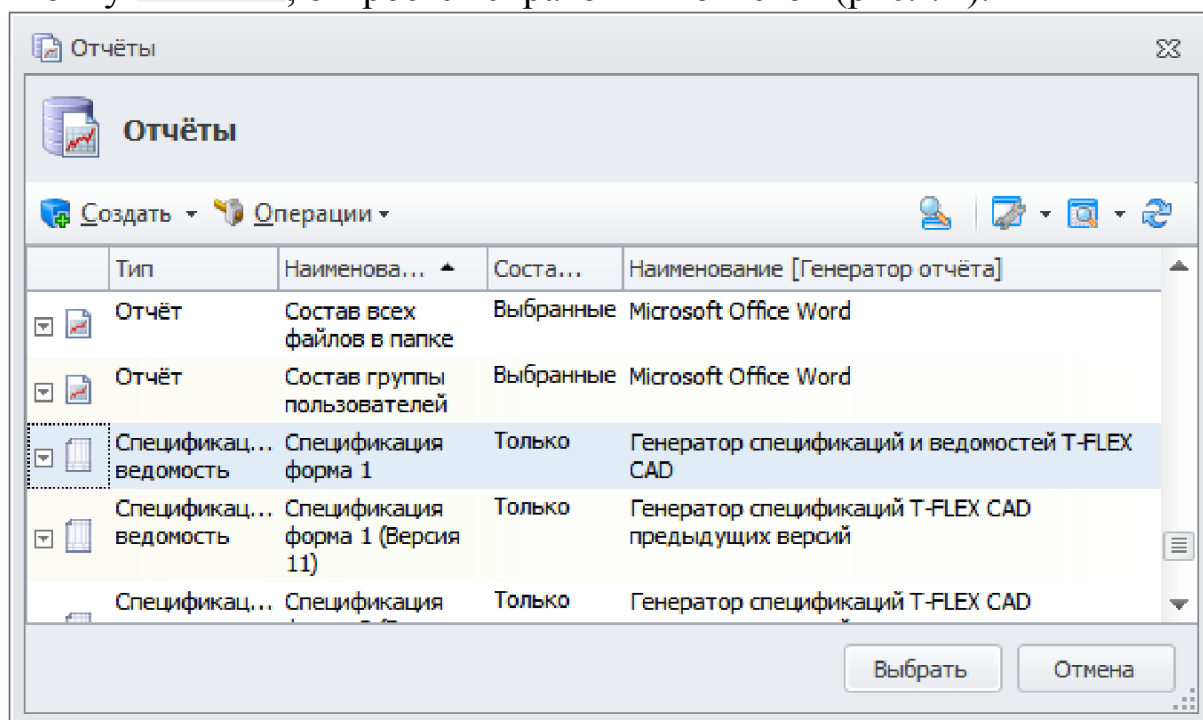 Отчёты
Отчёты
Создать Операции
Тип Наименова... Соста... Наименование [Генератор отчёта]
Отчёт Состав всех Выбранные Microsoft Office Word
файлов в папке
Отчёт Состав группы Выбранные Microsoft Office Word
пользователей
Спецификац... Спецификация Только Генератор спецификаций и ведомостей T-FLEX
ведомость форма 1 CAD
Спецификац... Спецификация Только Генератор спецификаций T-FLEX CAD
ведомость форма 1 (Версия предыдущих версий
11)
Спецификац... Спецификация Только Генератор спецификаций T-FLEX CAD
Выбрать Отмена